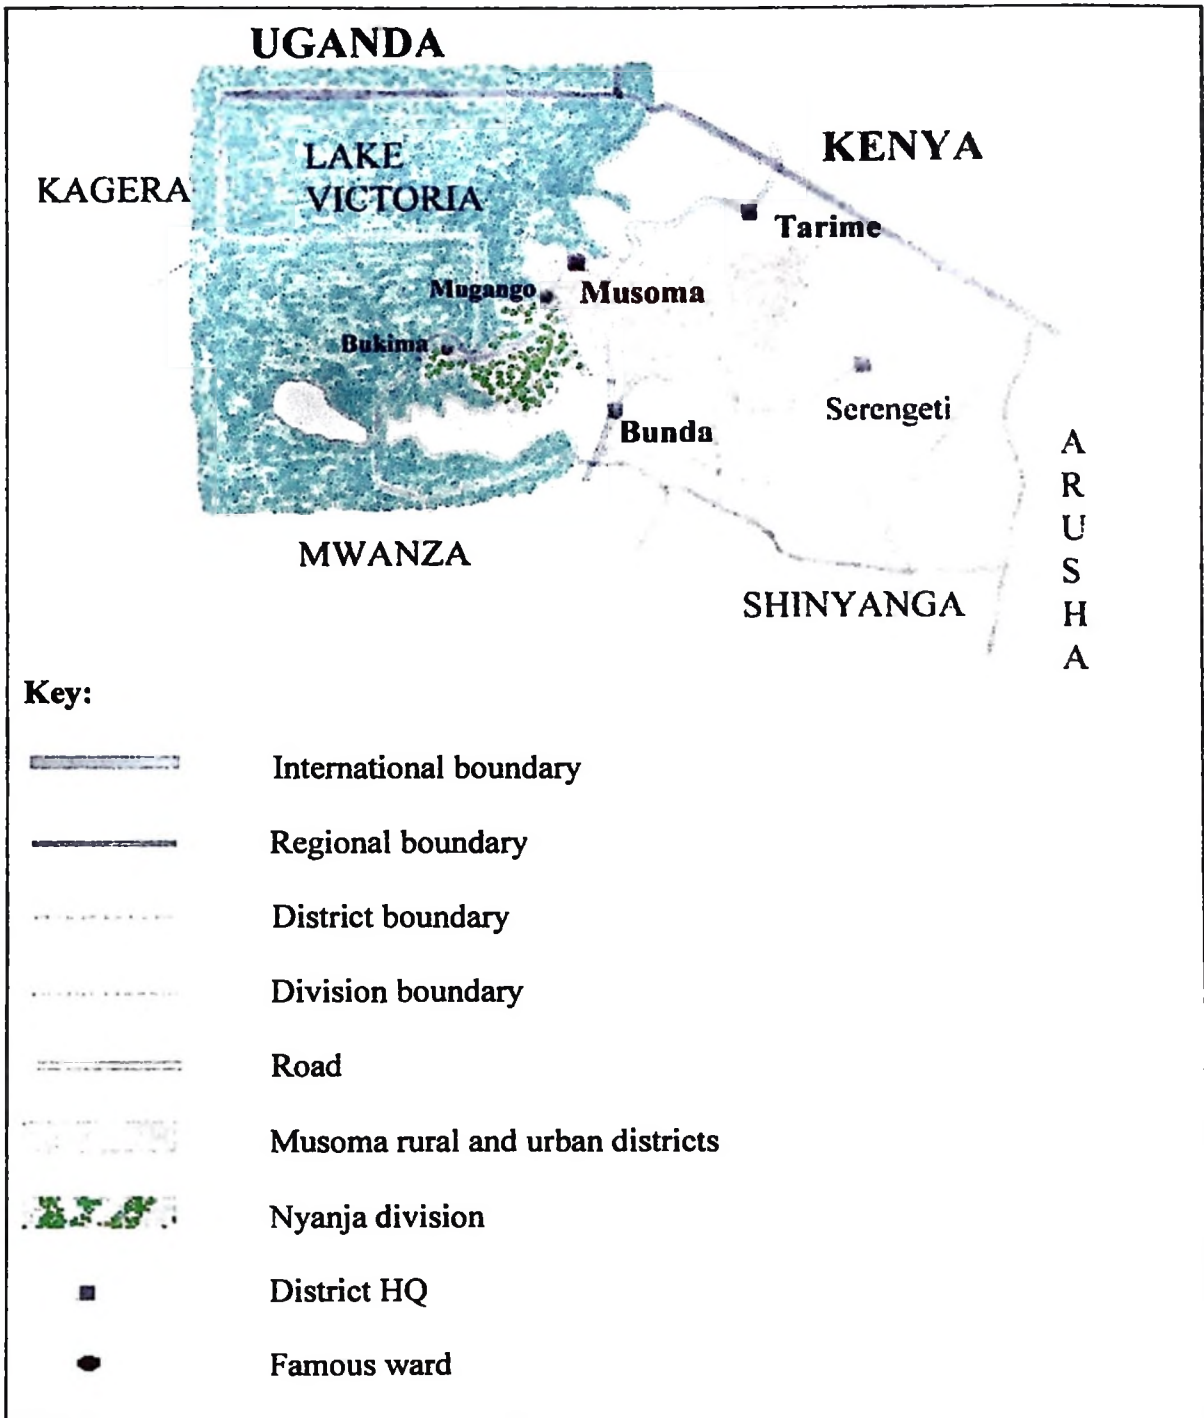 UGANDA
KENYA
LAKE
VICTORIA
KAGERA
Tarime
Mugango
Musoma
Bukima
Serengeti
Bunda
ARUSHA
MWANZA
SHINYANGA
Key:
International boundary
Regional boundary
District boundary
Division boundary
Road
Musoma rural and urban districts
Nyanja division
District HQ
Famous ward